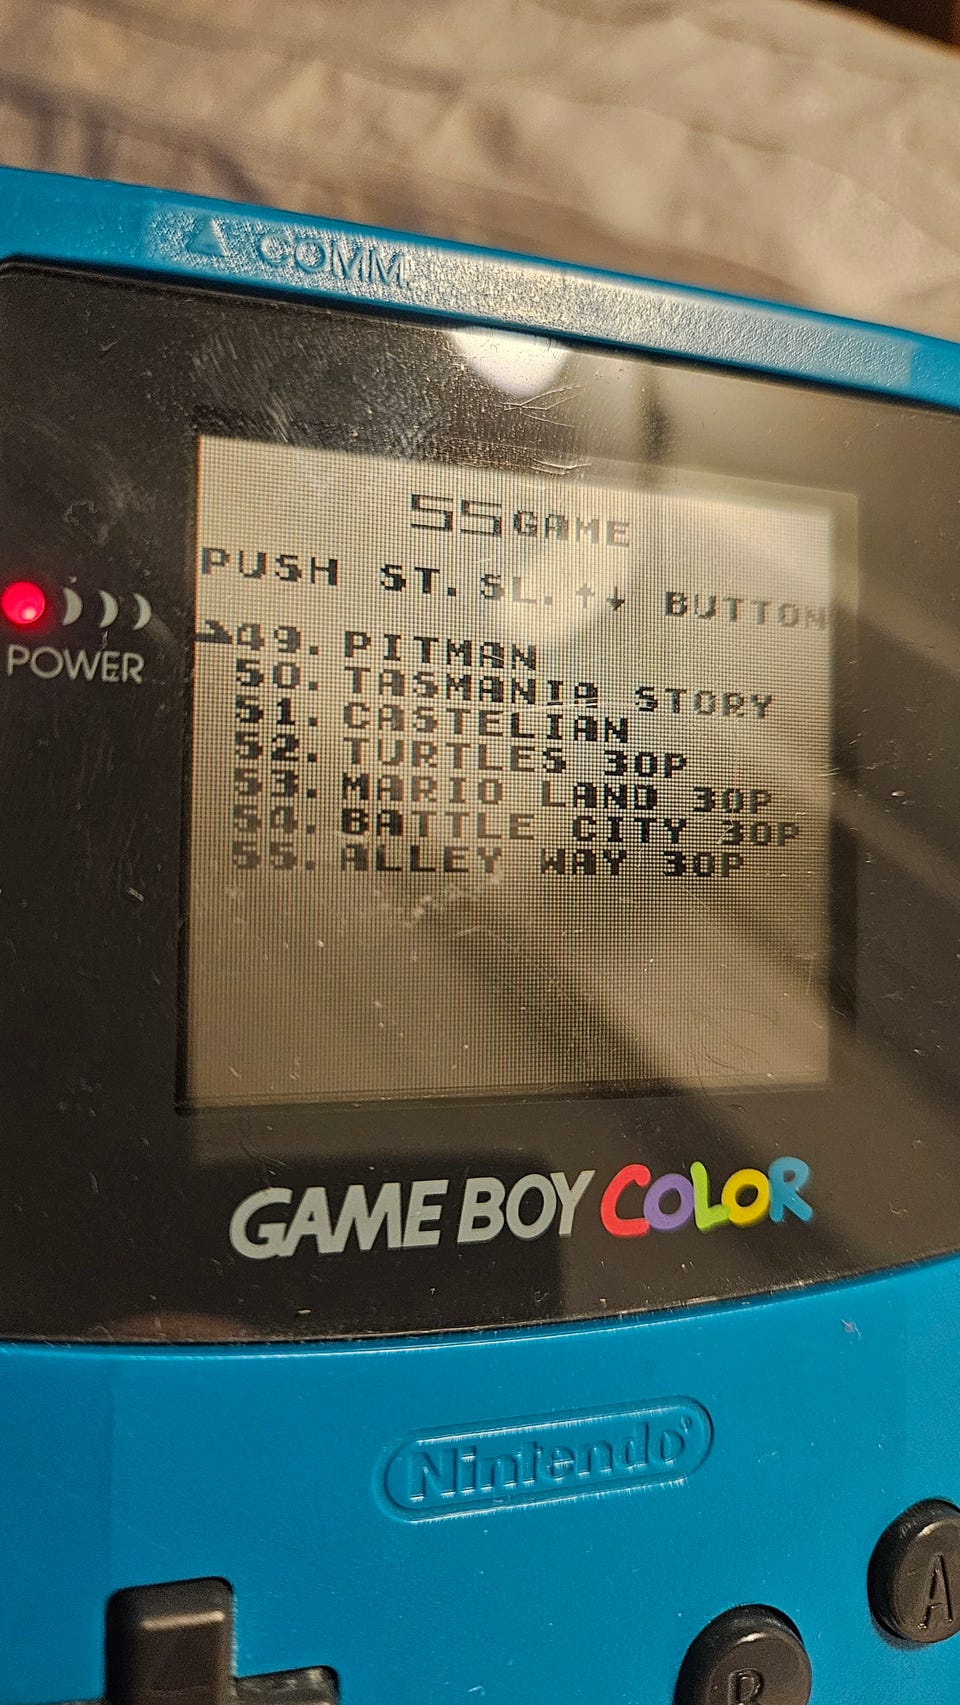 ▲ COMM.
55GAME
PUSH ST. SL. ↑↓ BUTTON
49. PITMAN
50. TASMANIA STORY
51. CASTELIAN
52. TURTLES 30P
53. MARIO LAND 30P
54. BATTLE CITY 30P
55. ALLEY WAY 30P
POWER
GAME BOY COLOR
Nintendo®
A
B